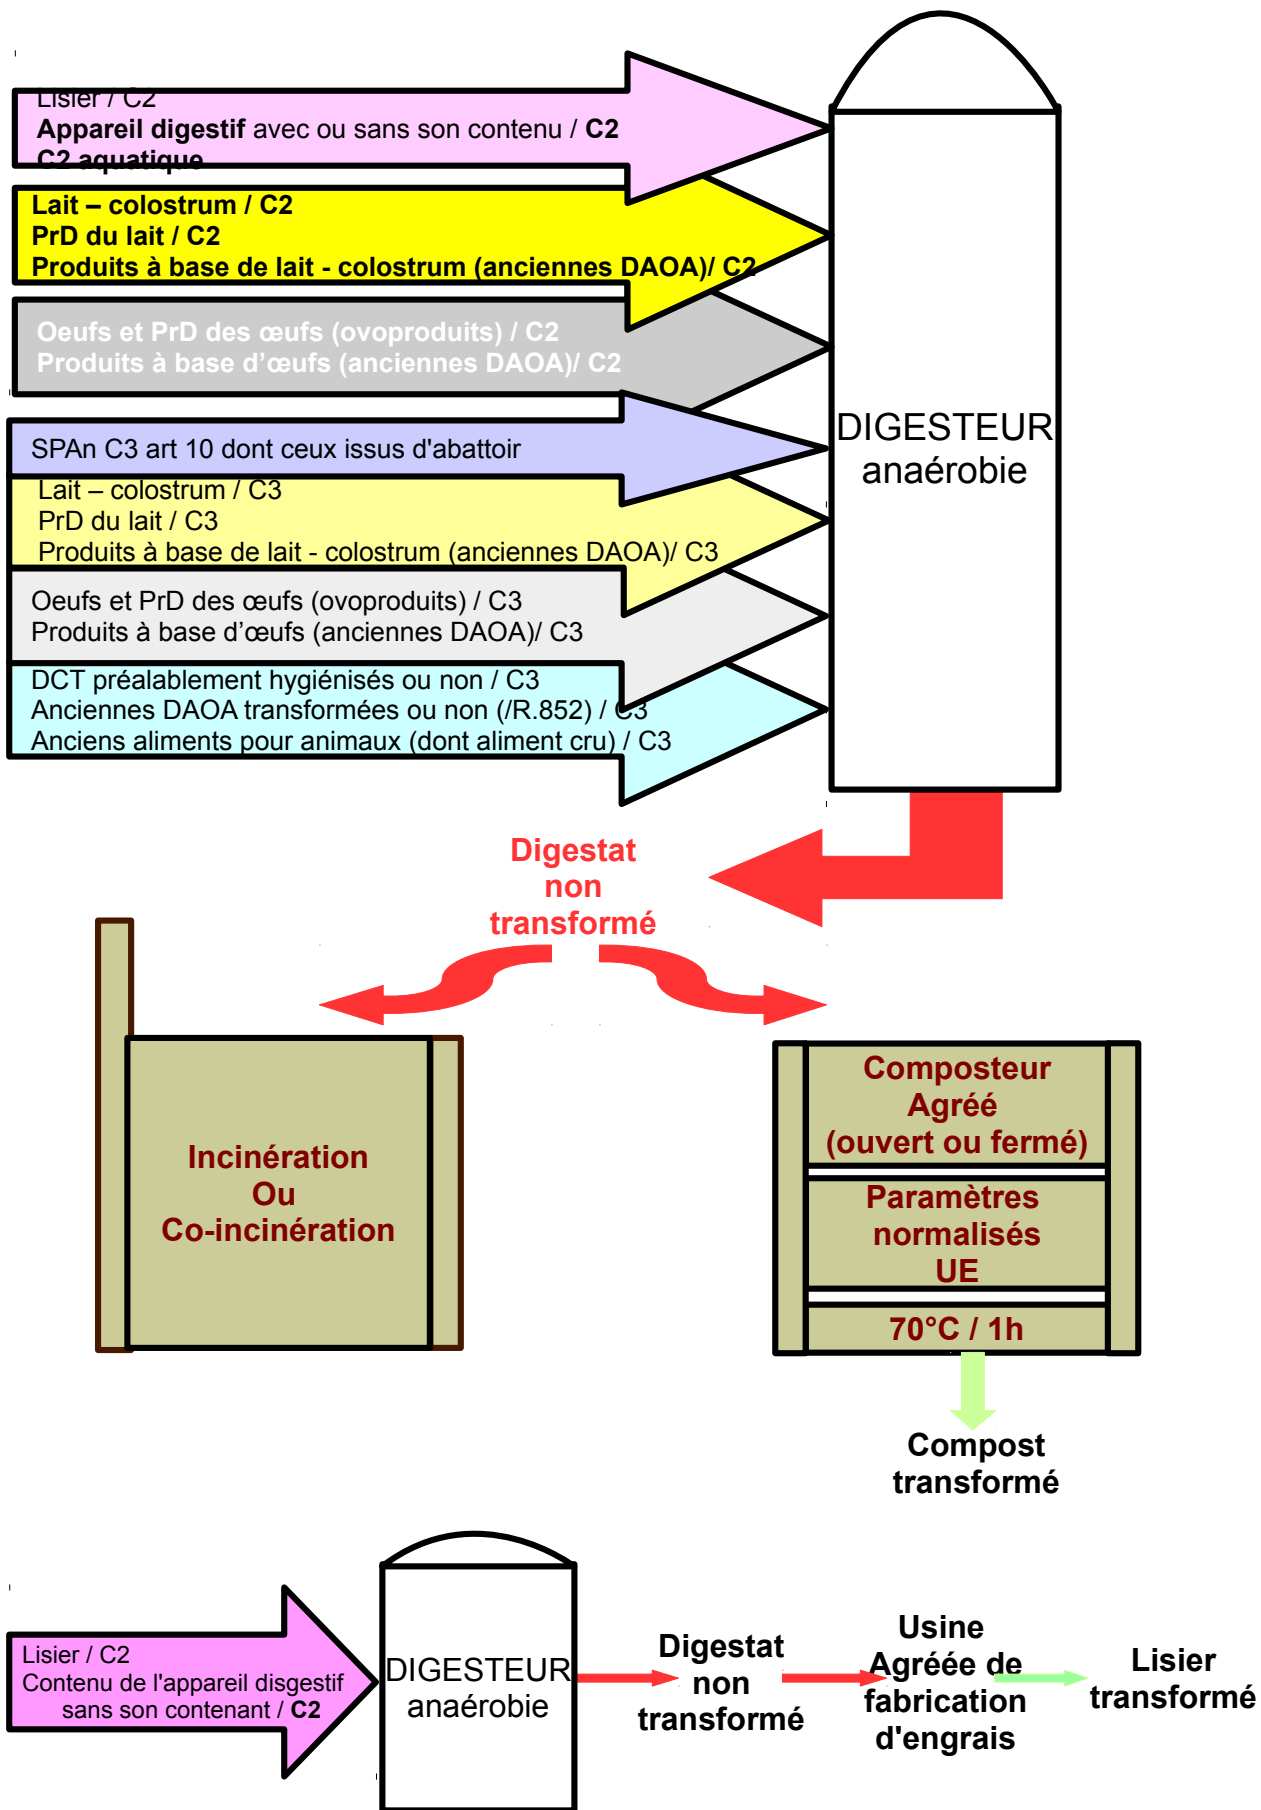 Lisier / C2
Appareil digestif avec ou sans son contenu / C2
C2 aquatique
Lait – colostrum / C2
PrD du lait / C2
Produits à base de lait - colostrum (anciennes DAOA)/ C2
Oeufs et PrD des œufs (ovoproduits) / C2
Produits à base d’œufs (anciennes DAOA)/ C2
SPAn C3 art 10 dont ceux issus d'abattoir
Lait – colostrum / C3
PrD du lait / C3
Produits à base de lait - colostrum (anciennes DAOA)/ C3
Oeufs et PrD des œufs (ovoproduits) / C3
Produits à base d’œufs (anciennes DAOA)/ C3
DCT préalablement hygiénisés ou non / C3
Anciennes DAOA transformées ou non (/R.852) / C3
Anciens aliments pour animaux (dont aliment cru) / C3
DIGESTEUR
anaérobie
Digestat
non
transformé
Incinération
Ou
Co-incinération
Composteur
Agréé
(ouvert ou fermé)
Paramètres
normalisés
UE
70°C / 1h
Compost
transformé
Lisier / C2
Contenu de l'appareil disgestif
sans son contenant / C2
DIGESTEUR
anaérobie
Digestat
non
transformé
Usine
Agréée de
fabrication
d'engrais
Lisier
transformé